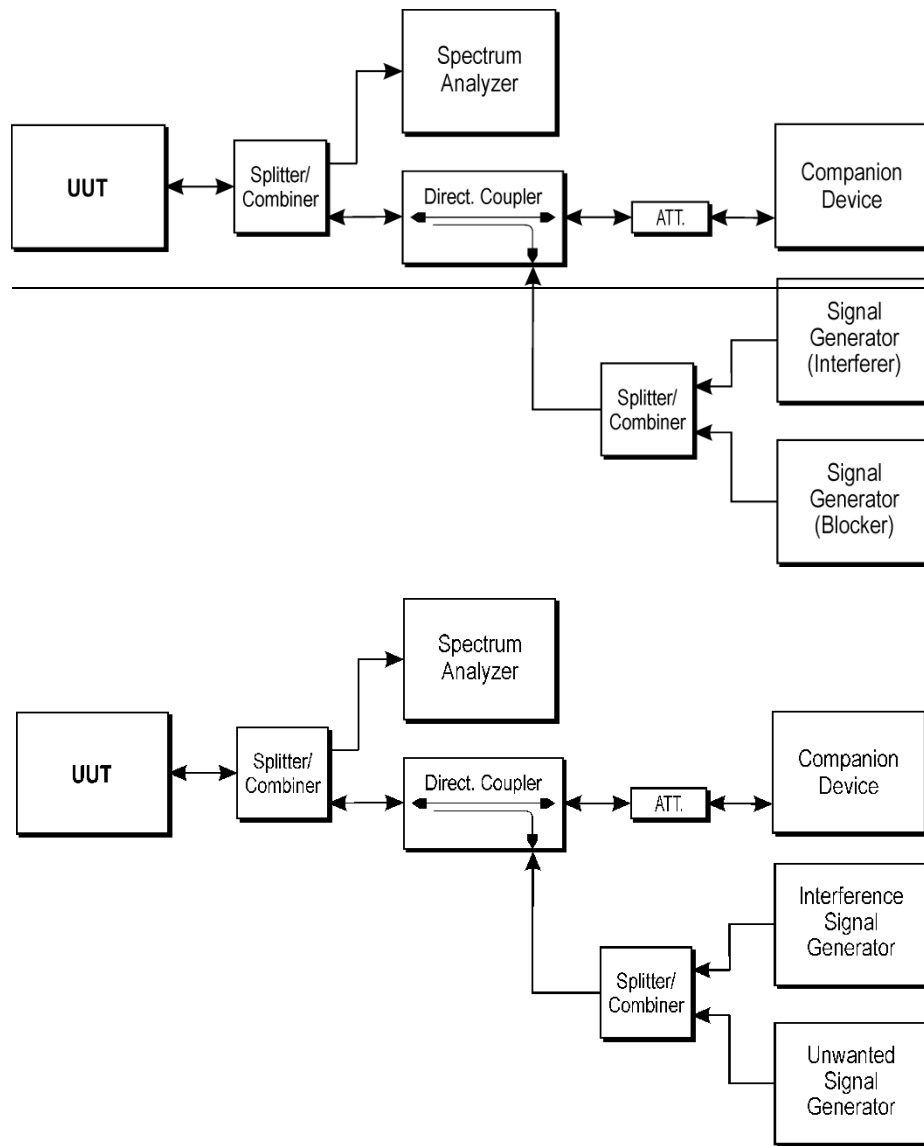 Spectrum
Analyzer
UUT
Splitter/
Combiner
Direct. Coupler
ATT.
Companion
Device
Signal
Generator
(Interferer)
Splitter/
Combiner
Signal
Generator
(Blocker)
Spectrum
Analyzer
UUT
Splitter/
Combiner
Direct. Coupler
ATT.
Companion
Device
Interference
Signal
Generator
Splitter/
Combiner
Unwanted
Signal
Generator